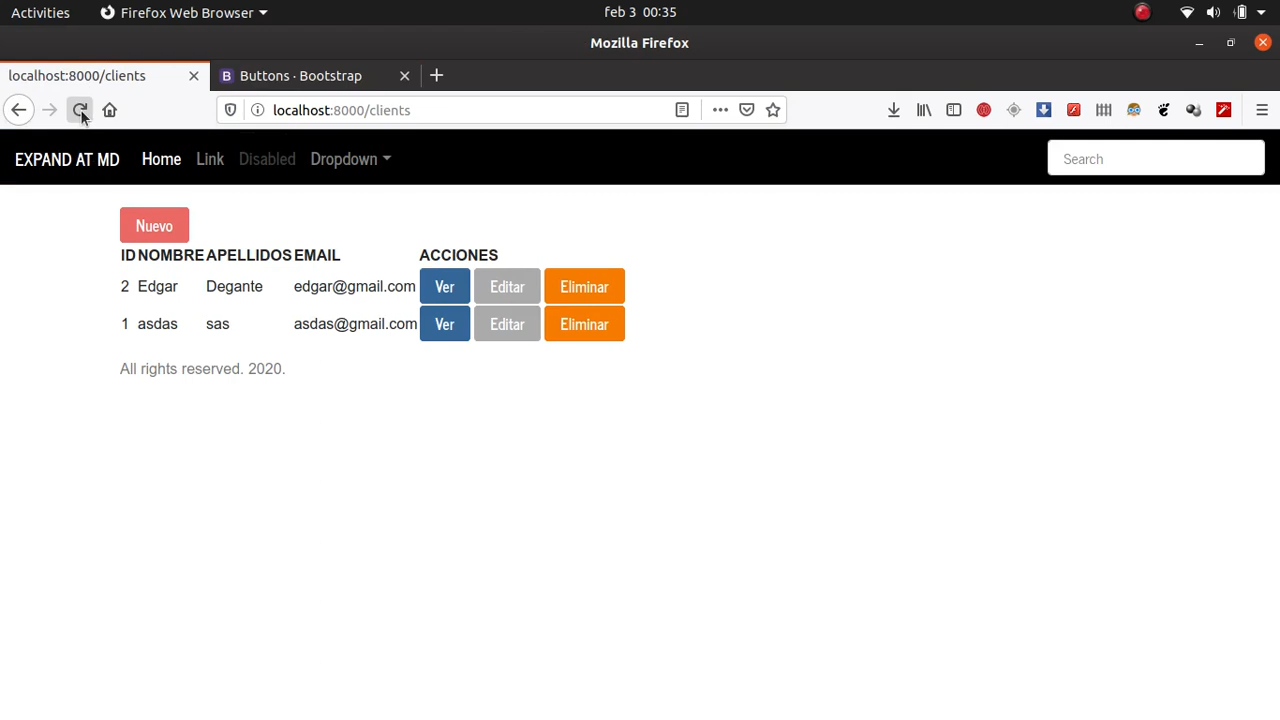 Activities Firefox Web Browser feb 3 00:35
Mozilla Firefox
localhost:8000/clients Buttons · Bootstrap
localhost:8000/clients
EXPAND AT MD Home Link Disabled Dropdown Search
Nuevo
ID NOMBRE APELLIDOS EMAIL ACCIONES
2 Edgar Degante edgar@gmail.com Ver Editar Eliminar
1 asdas sas asdas@gmail.com Ver Editar Eliminar
All rights reserved. 2020.